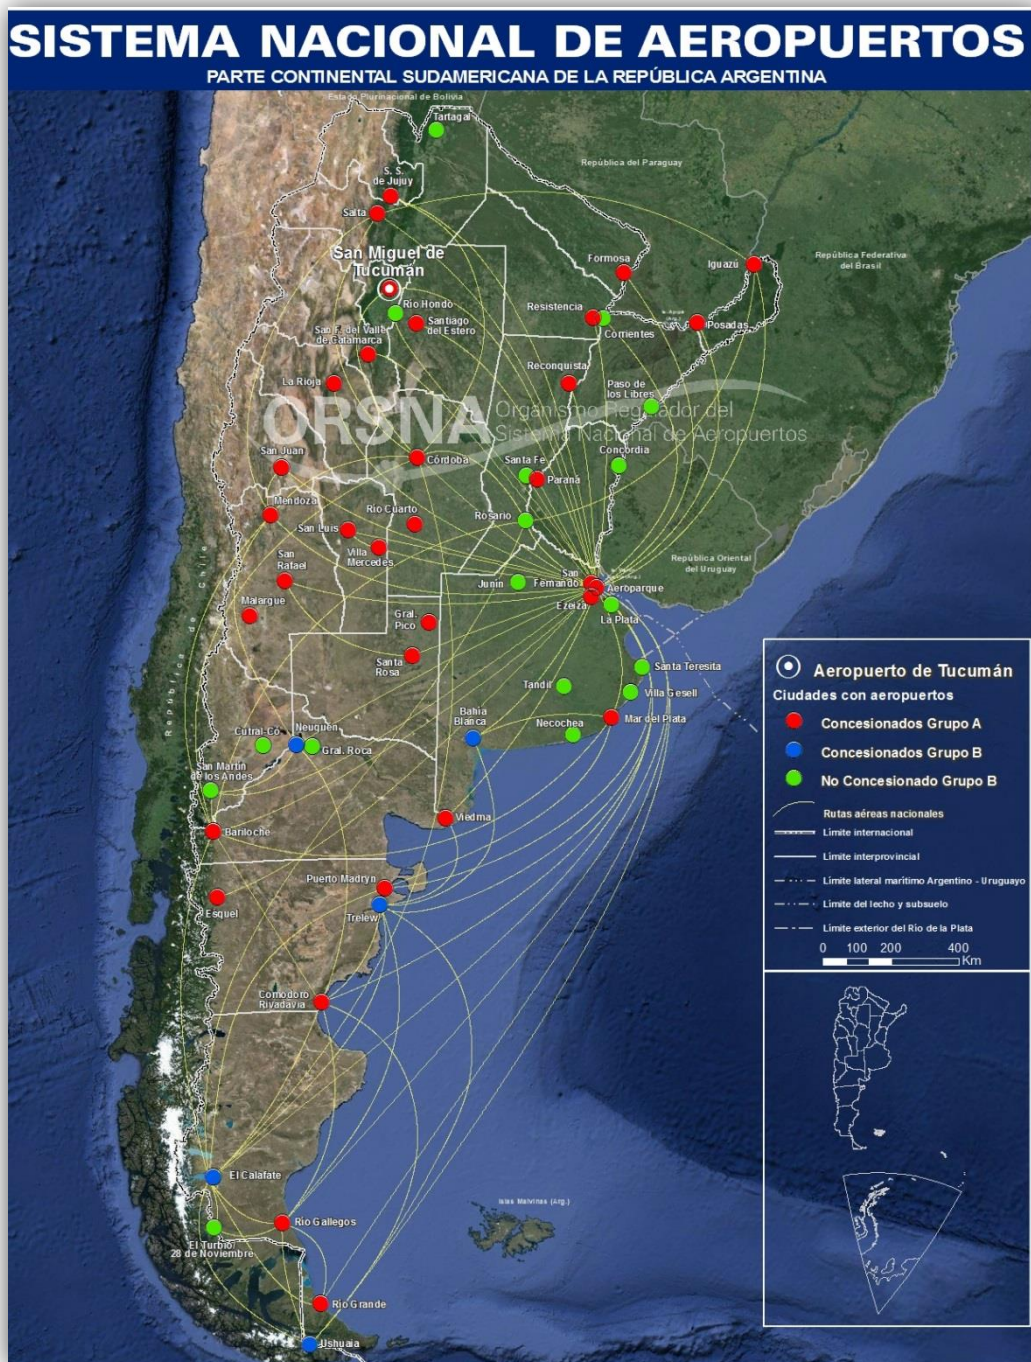 SISTEMA NACIONAL DE AEROPUERTOS
PARTE CONTINENTAL SUDAMERICANA DE LA REPÚBLICA ARGENTINA
Estado Plurinacional de Bolivia
Tartagal
República del Paraguay
S. S.
de Jujuy
Salta
San Miguel de
Tucumán
Formosa
Iguazú
República Federativa
del Brasil
Río Hondo
Santiago
del Estero
Resistencia
Corrientes
Posadas
San F. del Valle
de Catamarca
La Rioja
Reconquista
Paso de
los Libres
ORSNA
Organismo Regulador del
Sistema Nacional de Aeropuertos
San Juan
Córdoba
Santa Fe
Paraná
Concordia
Mendoza
San Luis
Río Cuarto
Villa
Mercedes
Rosario
República Oriental
del Uruguay
San
Rafael
Malargue
Junín
San
Fernando
Aeroparque
Ezeiza
La Plata
Gral.
Pico
Santa
Rosa
República de Chile
Santa Teresita
Tandil
Villa Gesell
Necochea
Mar del Plata
Bahía
Blanca
Cutral-Có
Neuquén
Gral. Roca
San Martín
de los Andes
Bariloche
Viedma
Puerto Madryn
Trelew
Esquel
Comodoro
Rivadavia
El Calafate
Río Gallegos
El Turbio
28 de Noviembre
Islas Malvinas (Arg.)
Río Grande
Ushuaia
Aeropuerto de Tucumán
Ciudades con aeropuertos
Concesionados Grupo A
Concesionados Grupo B
No Concesionado Grupo B
Rutas aéreas nacionales
Límite internacional
Límite interprovincial
Límite lateral marítimo Argentino - Uruguayo
Límite del lecho y subsuelo
Límite exterior del Río de la Plata
0 100 200 400
Km